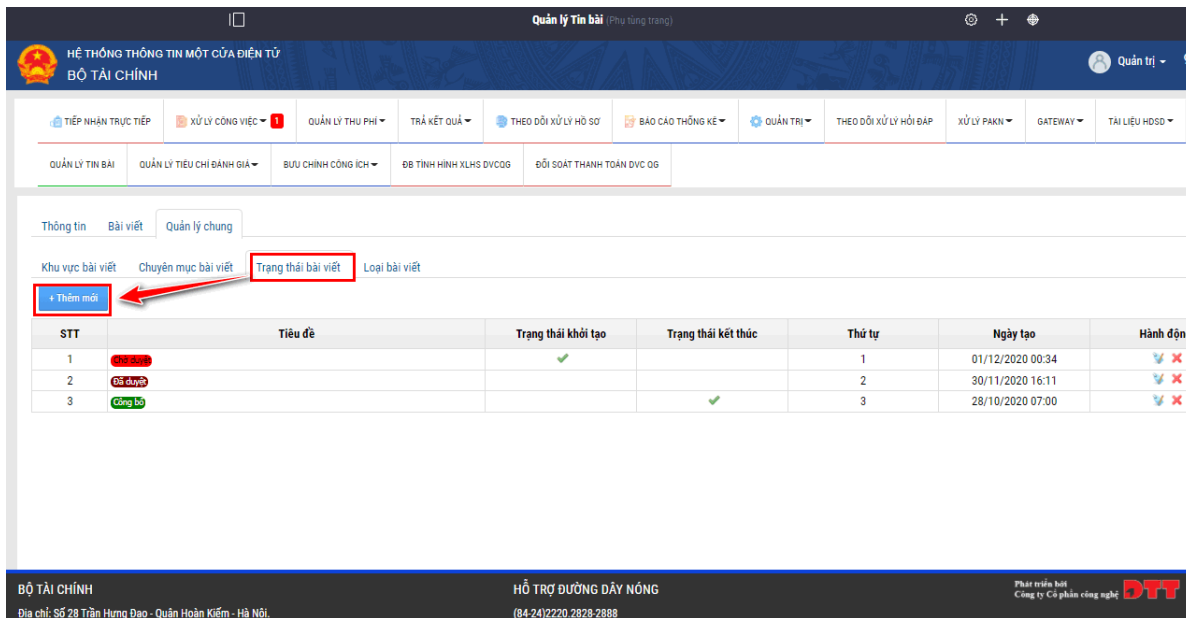 Quản lý Tin bài (Phụ tùng trang)
HỆ THỐNG THÔNG TIN MỘT CỬA ĐIỆN TỬ
BỘ TÀI CHÍNH
Quản trị
TIẾP NHẬN TRỰC TIẾP XỬ LÝ CÔNG VIỆC 1 QUẢN LÝ THU PHÍ TRẢ KẾT QUẢ THEO DÕI XỬ LÝ HỒ SƠ BÁO CÁO THỐNG KÊ QUẢN TRỊ THEO DÕI XỬ LÝ HỎI ĐÁP XỬ LÝ PAKN GATEWAY TÀI LIỆU HDSD
QUẢN LÝ TIN BÀI QUẢN LÝ TIÊU CHÍ ĐÁNH GIÁ BƯU CHÍNH CÔNG ÍCH ĐB TÌNH HÌNH XLHS DVCQG ĐỐI SOÁT THANH TOÁN DVC QG
Thông tin Bài viết Quản lý chung
Khu vực bài viết Chuyên mục bài viết Trạng thái bài viết Loại bài viết
+ Thêm mới
STT Tiêu đề Trạng thái khởi tạo Trạng thái kết thúc Thứ tự Ngày tạo Hành độn
1 Chờ duyệt 1 01/12/2020 00:34
2 Đã duyệt 2 30/11/2020 16:11
3 Công bố 3 28/10/2020 07:00
BỘ TÀI CHÍNH HỖ TRỢ ĐƯỜNG DÂY NÓNG Phát triển bởi
Công ty Cổ phần công nghệ DTT
Địa chỉ: Số 28 Trần Hưng Đạo - Quận Hoàn Kiếm - Hà Nội. (84-24)2220.2828-2888